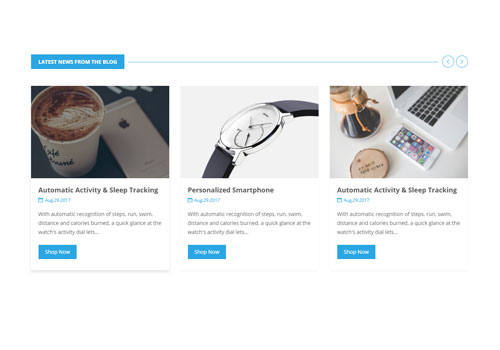 LATEST NEWS FROM THE BLOG
Automatic Activity & Sleep Tracking
Aug,29,2017
With automatic recognition of steps, run, swim,
distance and calories burned, a quick glance at the
watch's activity dial lets...
Shop Now
Personalized Smartphone
Aug,29,2017
With automatic recognition of steps, run, swim,
distance and calories burned, a quick glance at the
watch's activity dial lets...
Shop Now
Automatic Activity & Sleep Tracking
Aug,29,2017
With automatic recognition of steps, run, swim,
distance and calories burned, a quick glance at the
watch's activity dial lets...
Shop Now